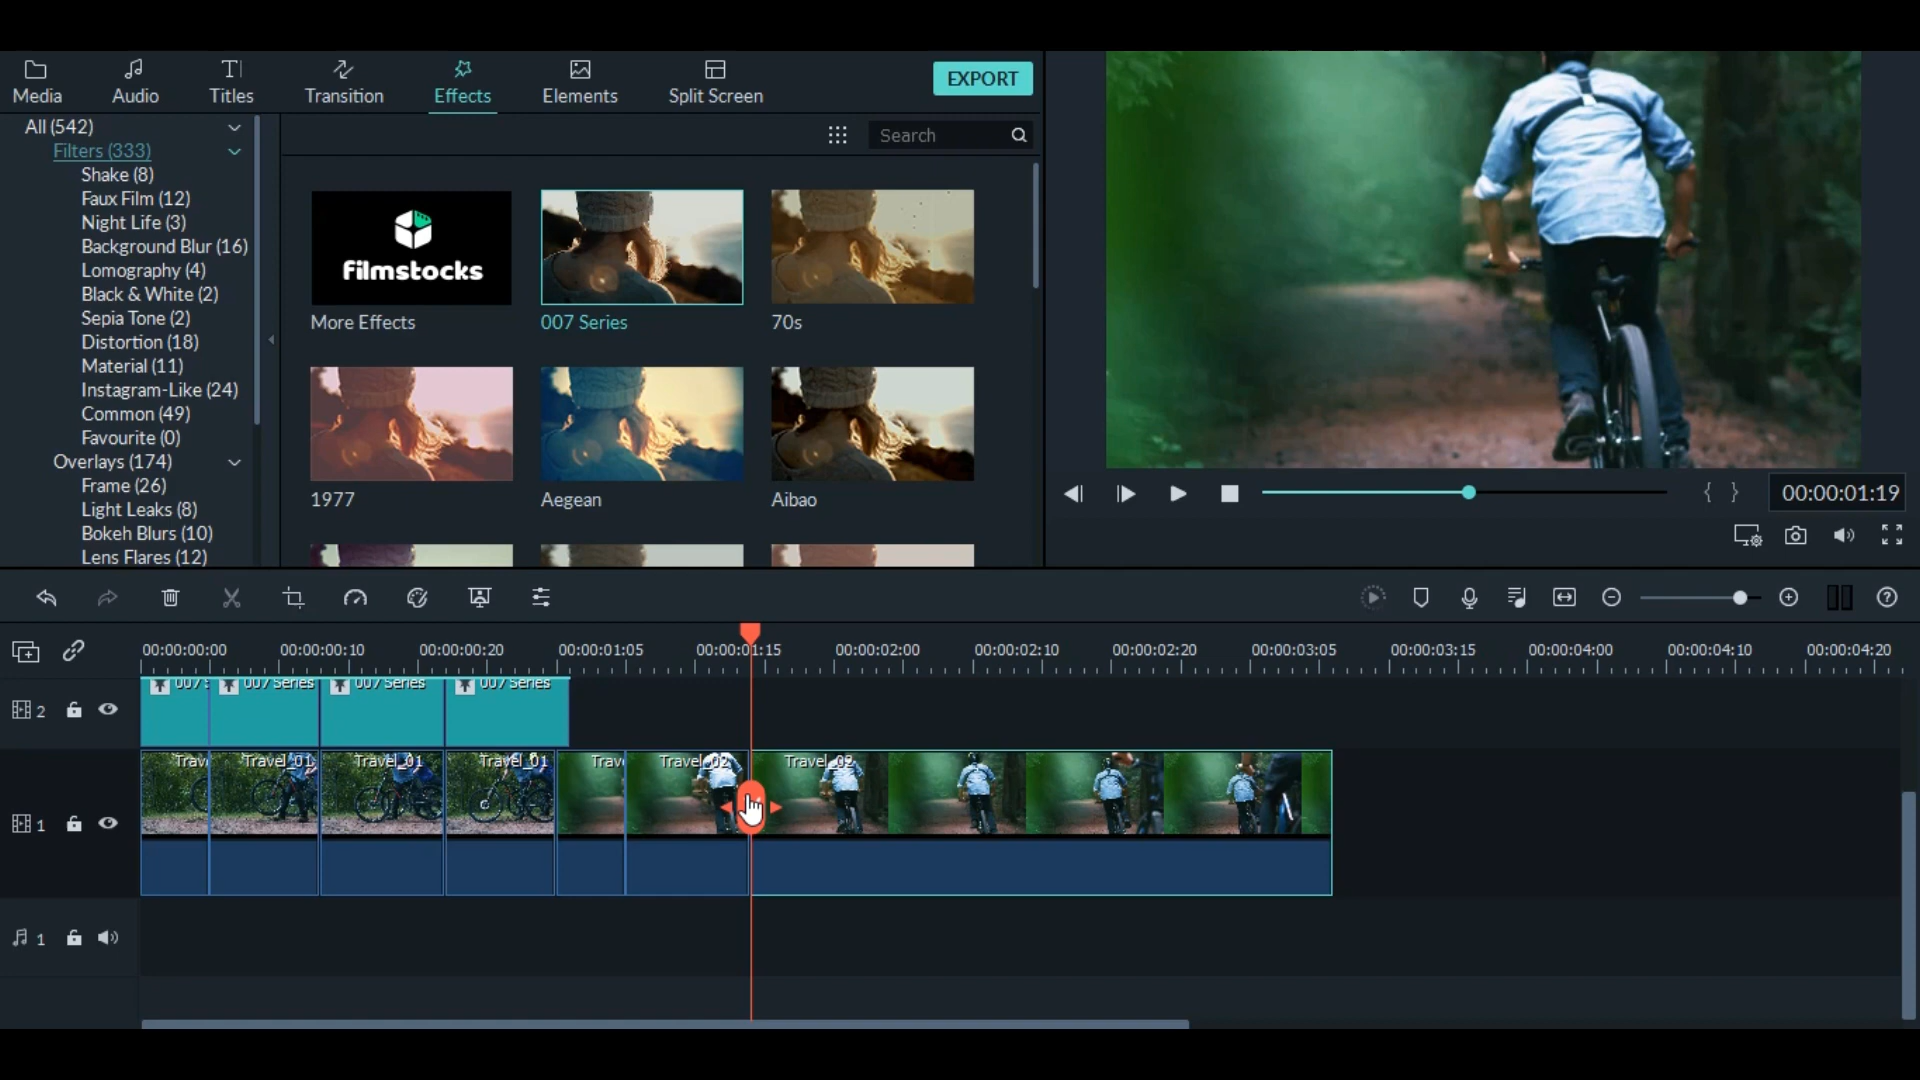 Media
Audio
Titles
Transition
Effects
Elements
Split Screen
EXPORT
All (542)
Filters (333)
Shake (8)
Faux Film (12)
Night Life (3)
Background Blur (16)
Lomography (4)
Black & White (2)
Sepia Tone (2)
Distortion (18)
Material (11)
Instagram-Like (24)
Common (49)
Favourite (0)
Overlays (174)
Frame (26)
Light Leaks (8)
Bokeh Blurs (10)
Lens Flares (12)
Search
filmstocks
More Effects
007 Series
70s
1977
Aegean
Aibao
{ }
00:00:01:19
00:00:00:00
00:00:00:10
00:00:00:20
00:00:01:05
00:00:01:15
00:00:02:00
00:00:02:10
00:00:02:20
00:00:03:05
00:00:03:15
00:00:04:00
00:00:04:10
00:00:04:20
2
007 Series
007 Series
007 Series
1
Travel_01
Travel_01
Travel_01
Travel_02
Travel_02
1